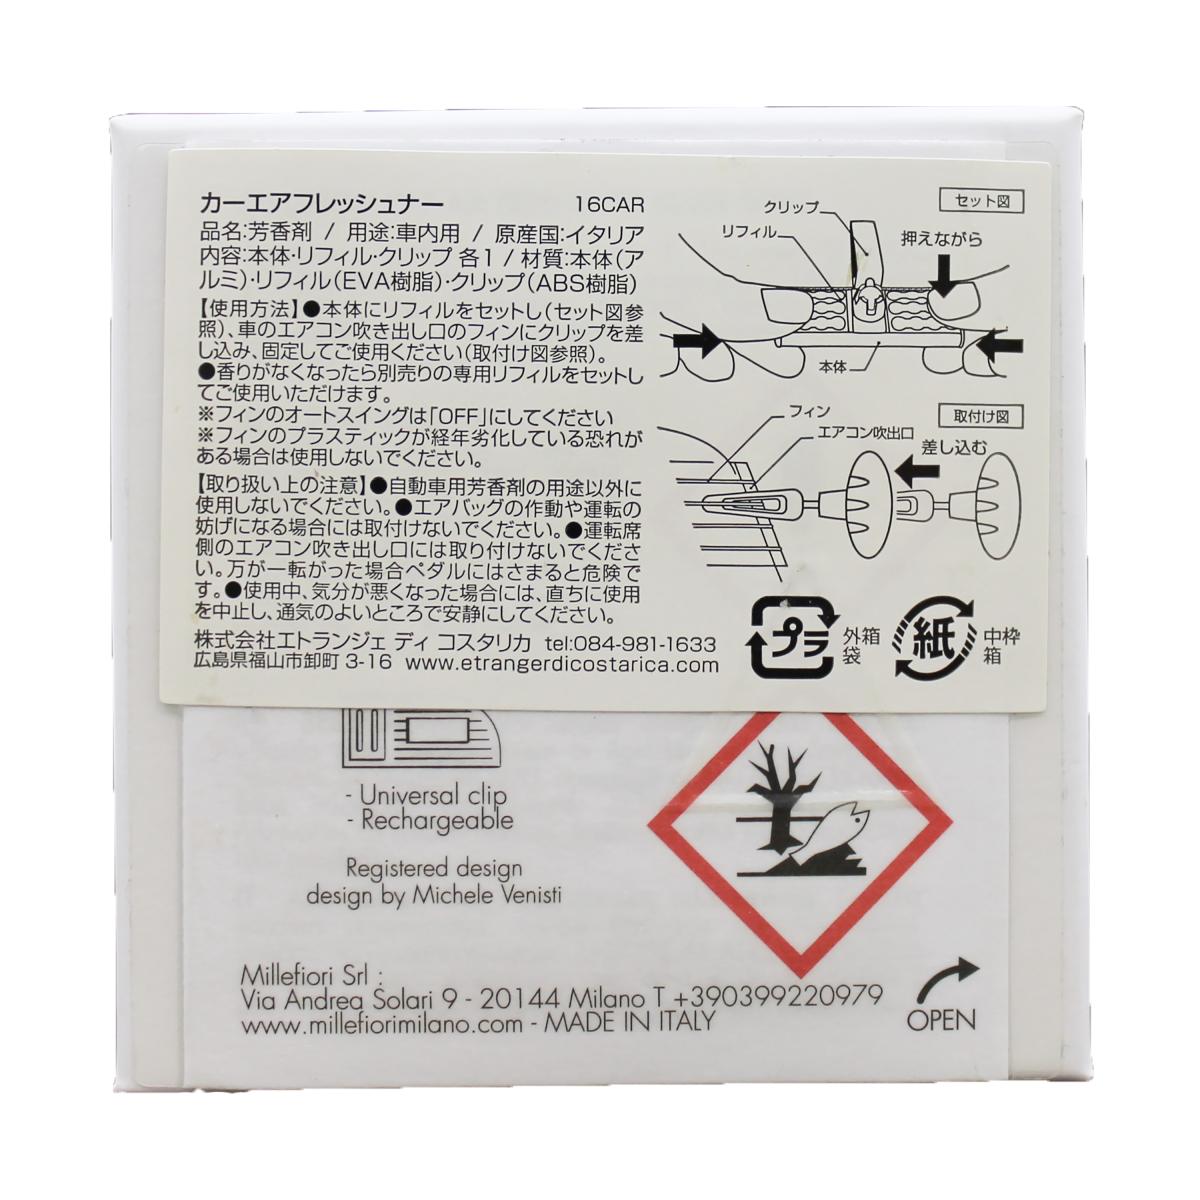 カーエアフレッシュナー 16CAR
品名:芳香剤 / 用途:車内用 / 原産国:イタリア
内容:本体・リフィル・クリップ 各1 / 材質:本体(ア
ルミ)・リフィル(EVA樹脂)・クリップ(ABS樹脂)
【使用方法】●本体にリフィルをセットし(セット図参
照)、車のエアコン吹き出し口のフィンにクリップを差
し込み、固定してご使用ください(取付け図参照)。
●香りがなくなったら別売りの専用リフィルをセットし
てご使用いただけます。
※フィンのオートスイングは「OFF」にしてください
※フィンのプラスティックが経年劣化している恐れが
ある場合は使用しないでください。
【取り扱い上の注意】●自動車用芳香剤の用途以外に
使用しないでください。●エアバッグの作動や運転の
妨げになる場合には取付けないでください。●運転席
側のエアコン吹き出し口には取り付けないでくださ
い。万が一転がった場合ペダルにはさまると危険で
す。●使用中、気分が悪くなった場合には、直ちに使用
を中止し、通気のよいところで安静にしてください。
株式会社エトランジェ ディ コスタリカ tel:084-981-1633
広島県福山市卸町 3-16 www.etrangerdicostarica.com
セット図
クリップ
リフィル
押えながら
本体
取付け図
フィン
エアコン吹出口
差し込む
プラ
外箱
袋
紙
中枠
箱
- Universal clip
- Rechargeable
Registered design
design by Michele Venisti
Millefiori Srl :
Via Andrea Solari 9 - 20144 Milano T +390399220979
www.millefiorimilano.com - MADE IN ITALY
OPEN